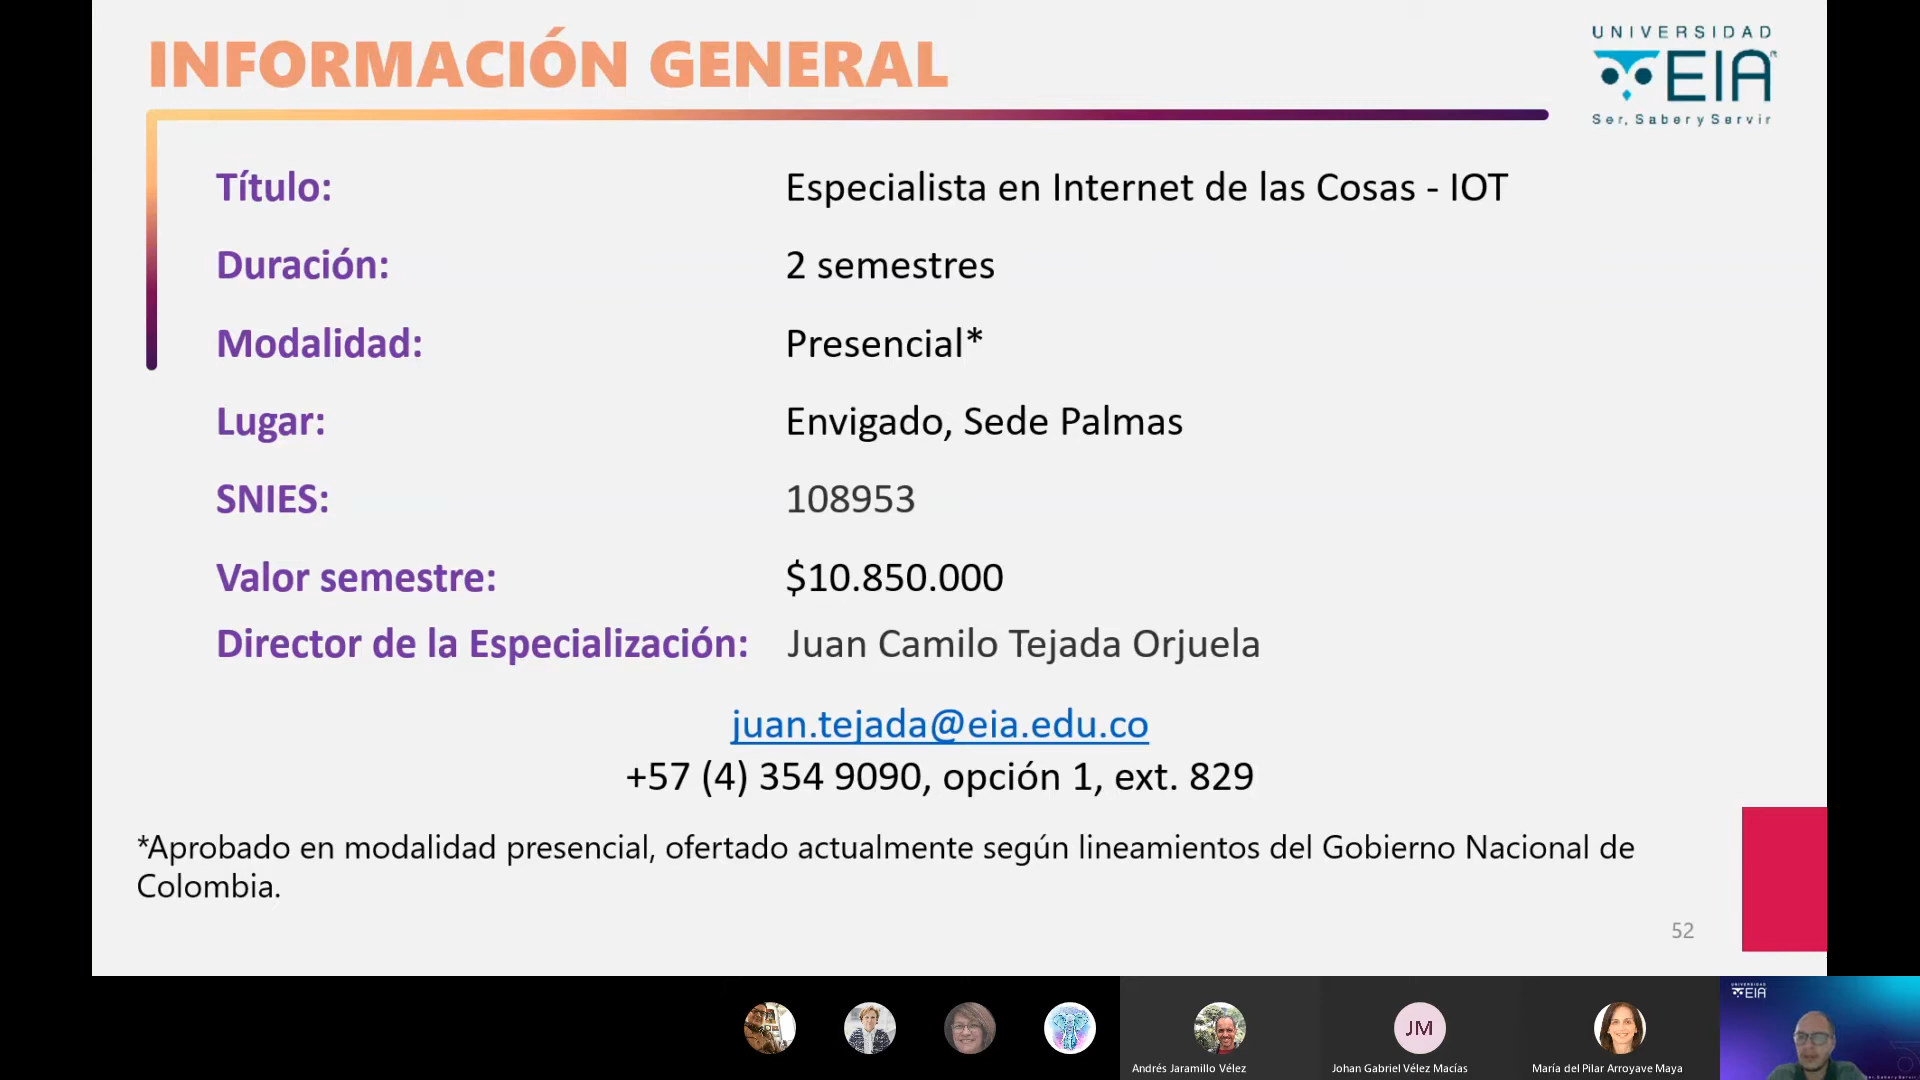 INFORMACIÓN GENERAL
UNIVERSIDAD
EIA
Ser, Saber y Servir
Título: Especialista en Internet de las Cosas - IOT
Duración: 2 semestres
Modalidad: Presencial*
Lugar: Envigado, Sede Palmas
SNIES: 108953
Valor semestre: $10.850.000
Director de la Especialización: Juan Camilo Tejada Orjuela
juan.tejada@eia.edu.co
+57 (4) 354 9090, opción 1, ext. 829
*Aprobado en modalidad presencial, ofertado actualmente según lineamientos del Gobierno Nacional de
Colombia.
52
JM
Andrés Jaramillo Vélez
Johan Gabriel Vélez Macías
María del Pilar Arroyave Maya
UNIVERSIDAD
EIA